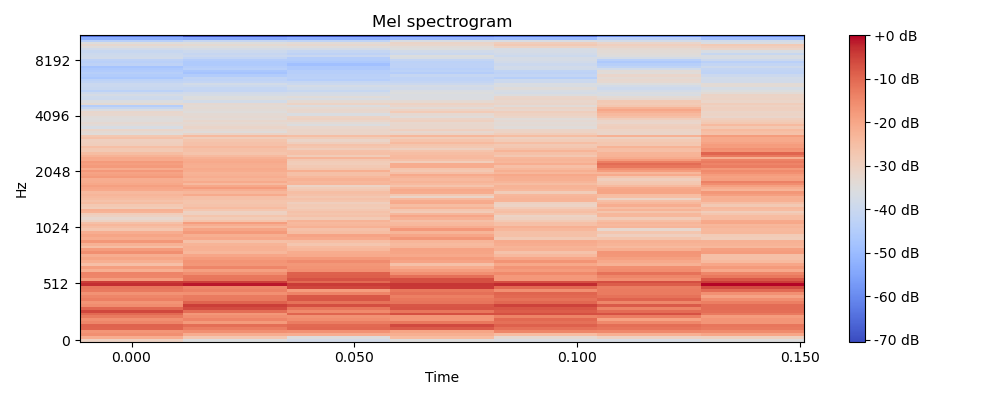 Mel spectrogram
Hz
8192
4096
2048
1024
512
0
0.000
0.050
0.100
0.150
Time
+0 dB
-10 dB
-20 dB
-30 dB
-40 dB
-50 dB
-60 dB
-70 dB